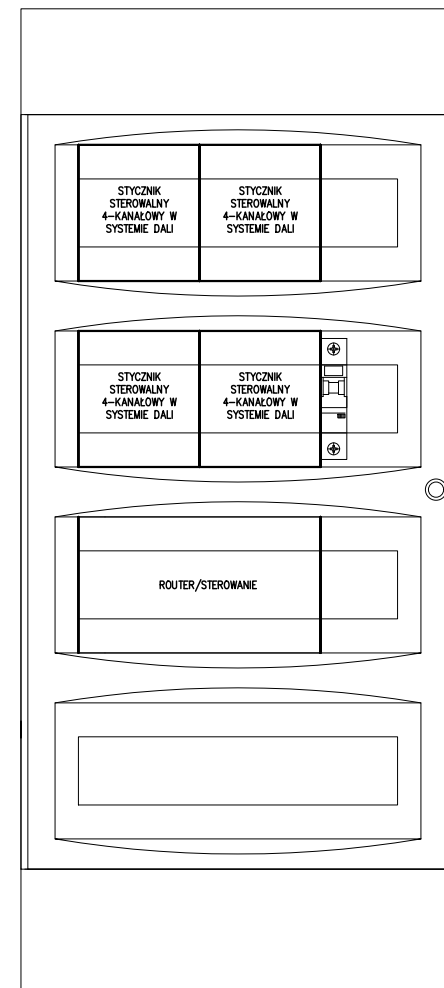 STYCZNIK
STEROWALNY
4-KANAŁOWY W
SYSTEMIE DALI
STYCZNIK
STEROWALNY
4-KANAŁOWY W
SYSTEMIE DALI
STYCZNIK
STEROWALNY
4-KANAŁOWY W
SYSTEMIE DALI
STYCZNIK
STEROWALNY
4-KANAŁOWY W
SYSTEMIE DALI
ROUTER/STEROWANIE